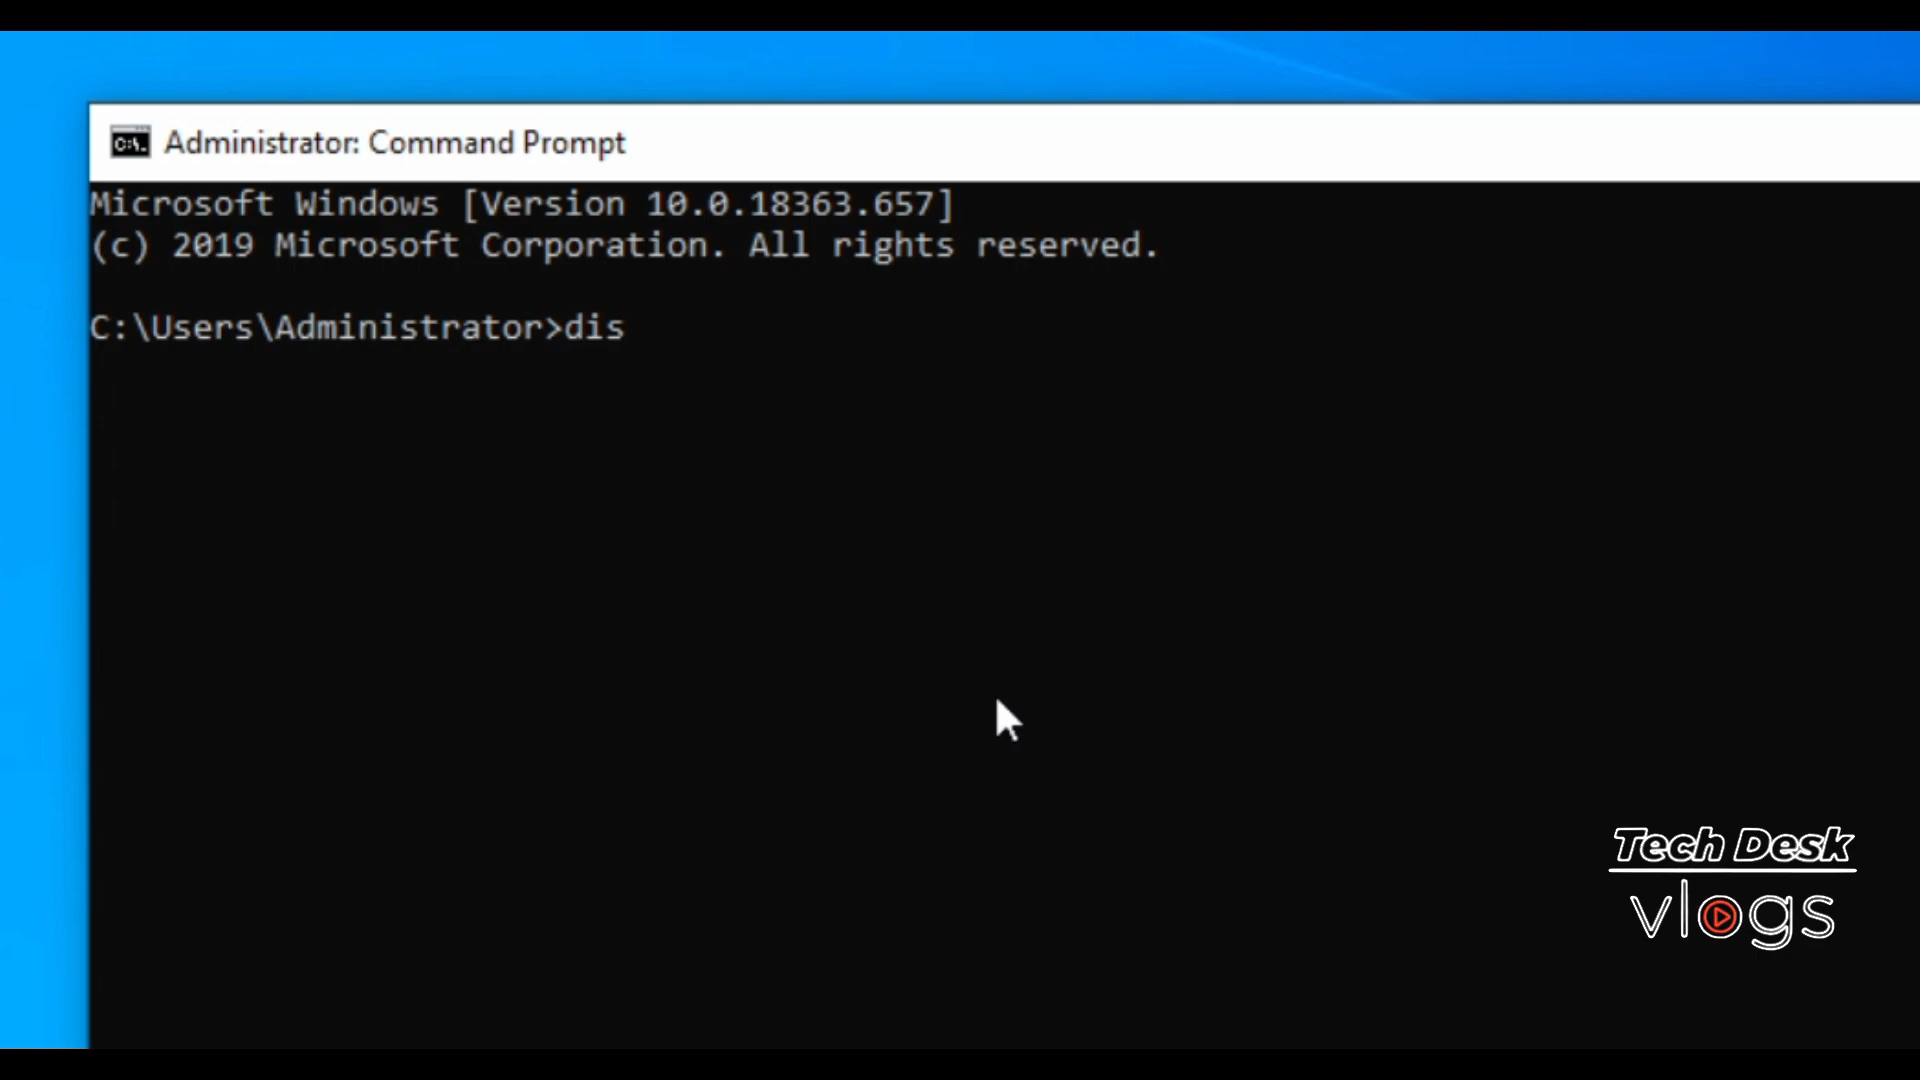 C:\.
Administrator: Command Prompt
Microsoft Windows [Version 10.0.18363.657]
(c) 2019 Microsoft Corporation. All rights reserved.
C:\Users\Administrator>dis
Tech Desk
vlogs